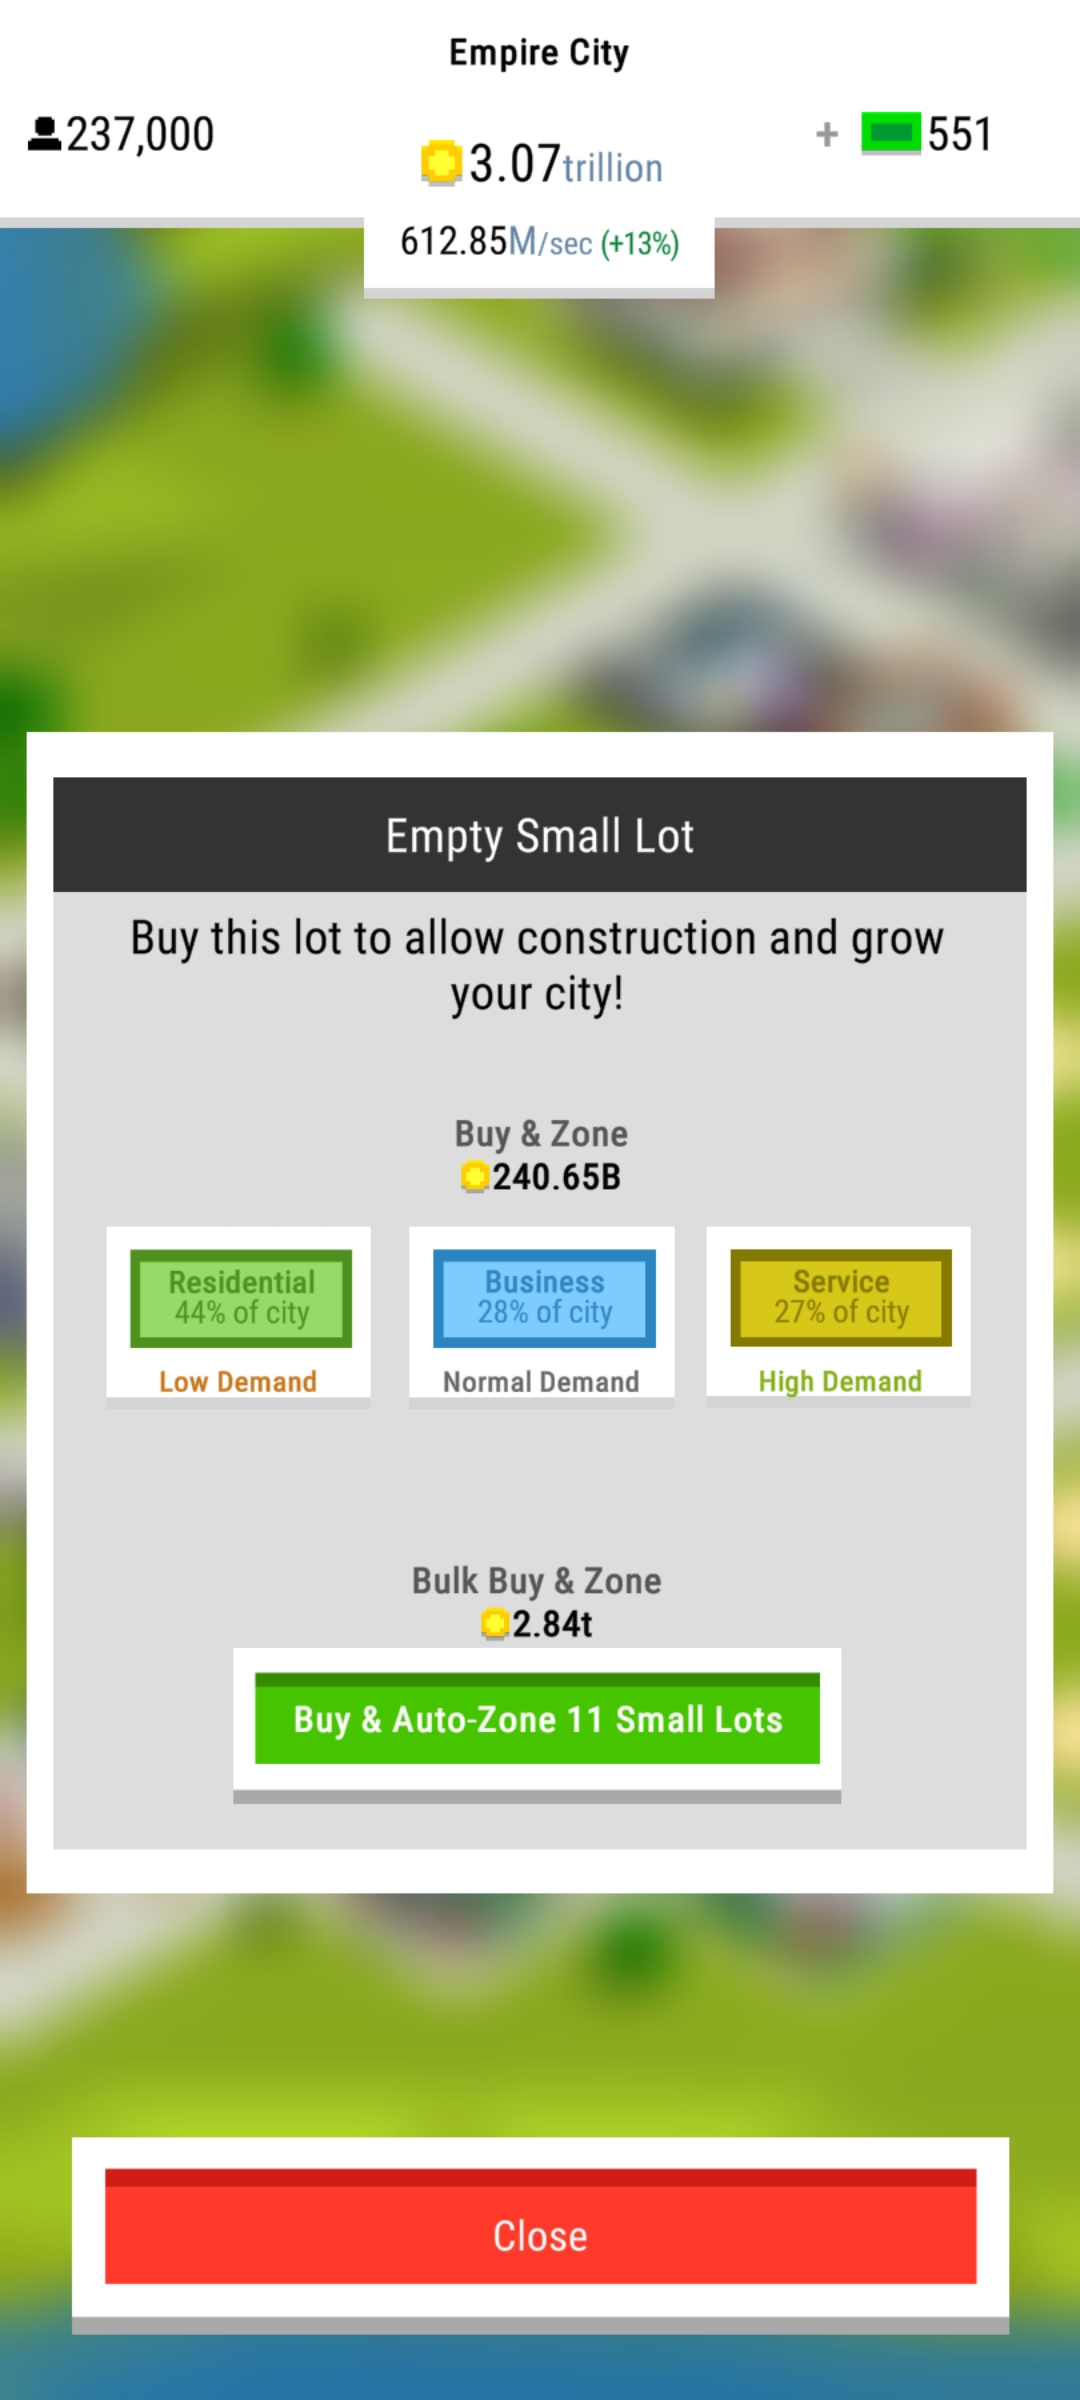 Empire City
237,000
3.07trillion
+ 551
612.85M/sec (+13%)
Empty Small Lot
Buy this lot to allow construction and grow
your city!
Buy & Zone
240.65B
Residential
44% of city
Low Demand
Business
28% of city
Normal Demand
Service
27% of city
High Demand
Bulk Buy & Zone
2.84t
Buy & Auto-Zone 11 Small Lots
Close